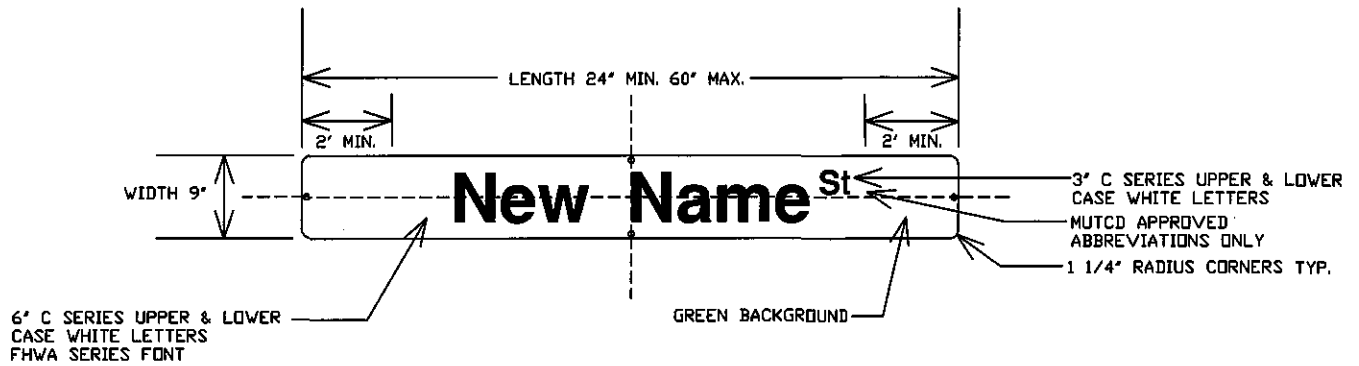 LENGTH 24" MIN. 60" MAX.
2' MIN.
2' MIN.
WIDTH 9"
New Name St
3" C SERIES UPPER & LOWER
CASE WHITE LETTERS
MUTCD APPROVED
ABBREVIATIONS ONLY
1 1/4" RADIUS CORNERS TYP.
6" C SERIES UPPER & LOWER
CASE WHITE LETTERS
FHWA SERIES FONT
GREEN BACKGROUND